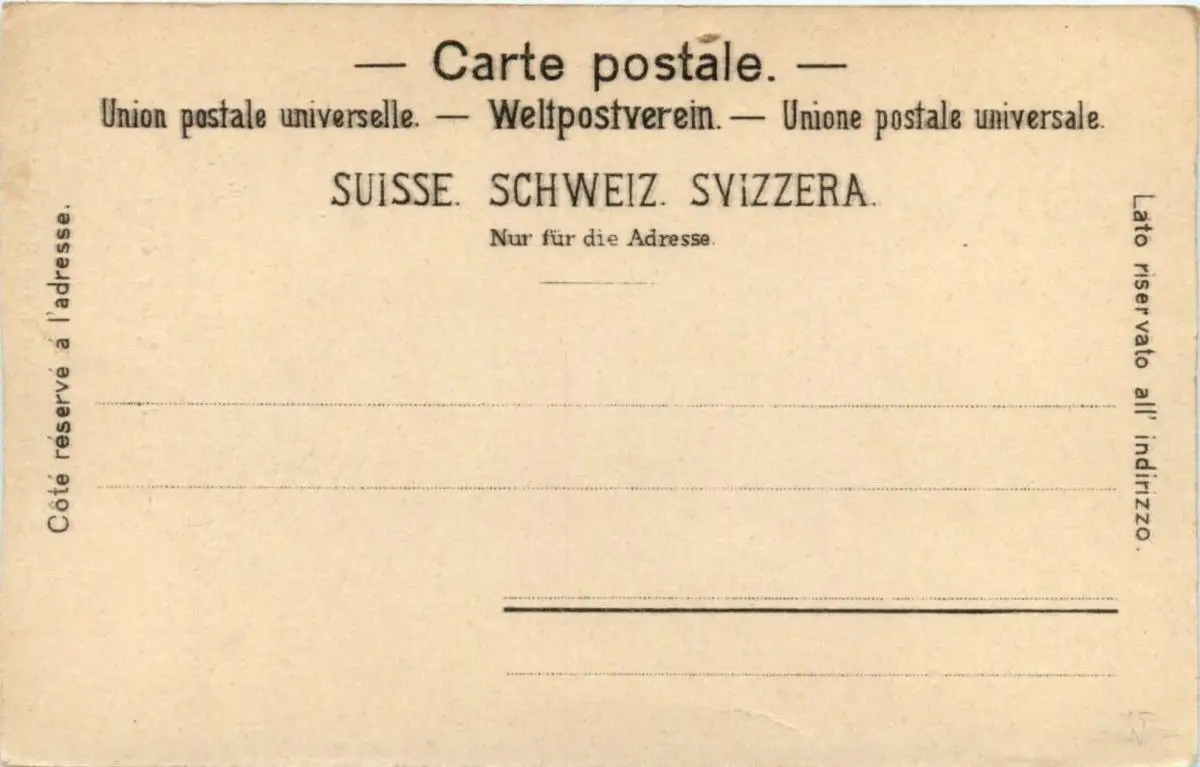 — Carte postale. —
Union postale universelle. — Weltpostverein. — Unione postale universale.
SUISSE. SCHWEIZ. SVIZZERA.
Nur für die Adresse.
Côté réservé á l'adresse.
Lato riservato all' indirizzo.